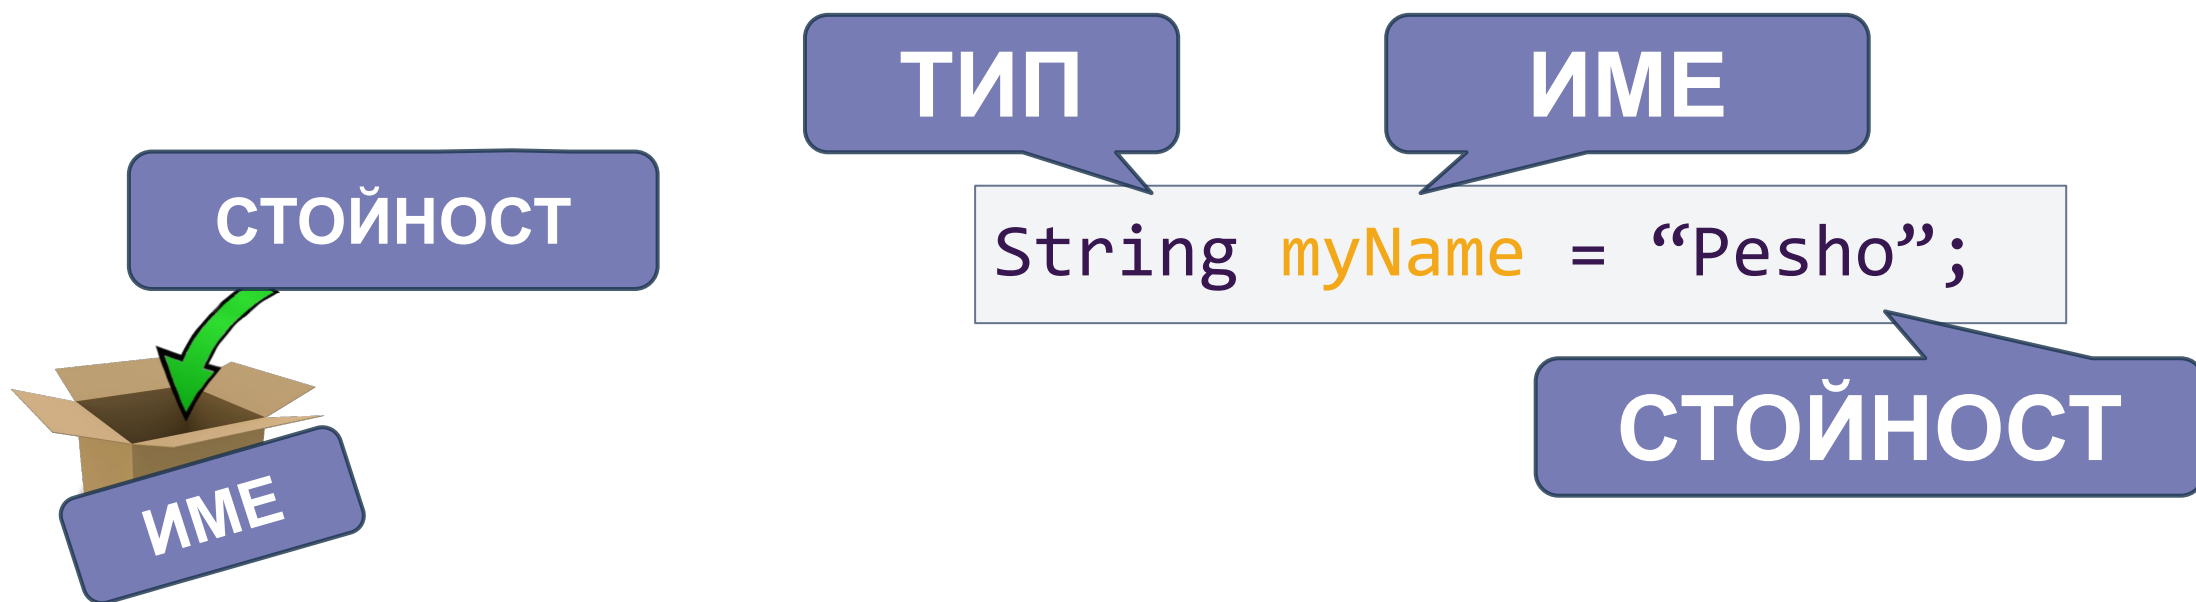 ТИП
ИМЕ
СТОЙНОСТ
String myName = “Pesho”;
СТОЙНОСТ
ИМЕ